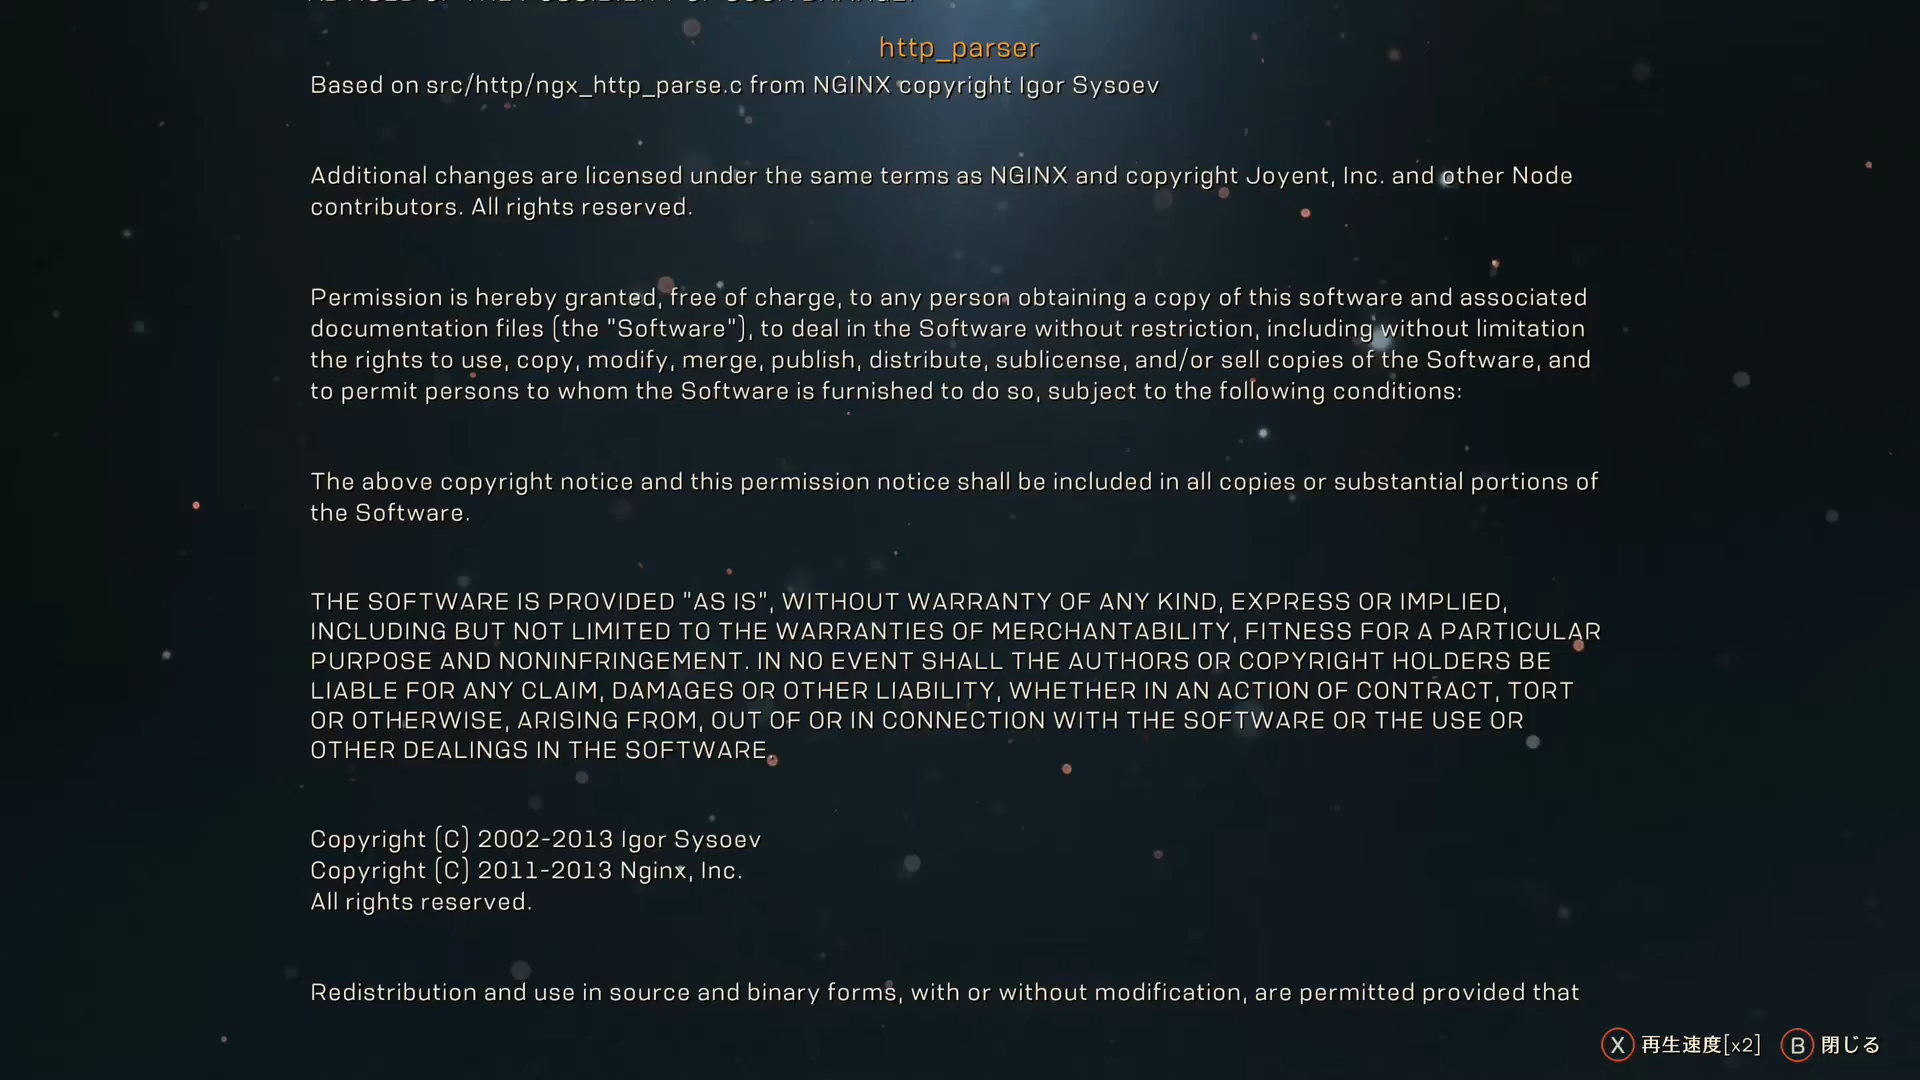 http_parser
Based on src/http/ngx_http_parse.c from NGINX copyright Igor Sysoev
Additional changes are licensed under the same terms as NGINX and copyright Joyent, Inc. and other Node
contributors. All rights reserved.
Permission is hereby granted, free of charge, to any person obtaining a copy of this software and associated
documentation files (the "Software"), to deal in the Software without restriction, including without limitation
the rights to use, copy, modify, merge, publish, distribute, sublicense, and/or sell copies of the Software, and
to permit persons to whom the Software is furnished to do so, subject to the following conditions:
The above copyright notice and this permission notice shall be included in all copies or substantial portions of
the Software.
THE SOFTWARE IS PROVIDED "AS IS", WITHOUT WARRANTY OF ANY KIND, EXPRESS OR IMPLIED,
INCLUDING BUT NOT LIMITED TO THE WARRANTIES OF MERCHANTABILITY, FITNESS FOR A PARTICULAR
PURPOSE AND NONINFRINGEMENT. IN NO EVENT SHALL THE AUTHORS OR COPYRIGHT HOLDERS BE
LIABLE FOR ANY CLAIM, DAMAGES OR OTHER LIABILITY, WHETHER IN AN ACTION OF CONTRACT, TORT
OR OTHERWISE, ARISING FROM, OUT OF OR IN CONNECTION WITH THE SOFTWARE OR THE USE OR
OTHER DEALINGS IN THE SOFTWARE.
Copyright (C) 2002-2013 Igor Sysoev
Copyright (C) 2011-2013 Nginx, Inc.
All rights reserved.
Redistribution and use in source and binary forms, with or without modification, are permitted provided that
X 再生速度[x2] B 閉じる